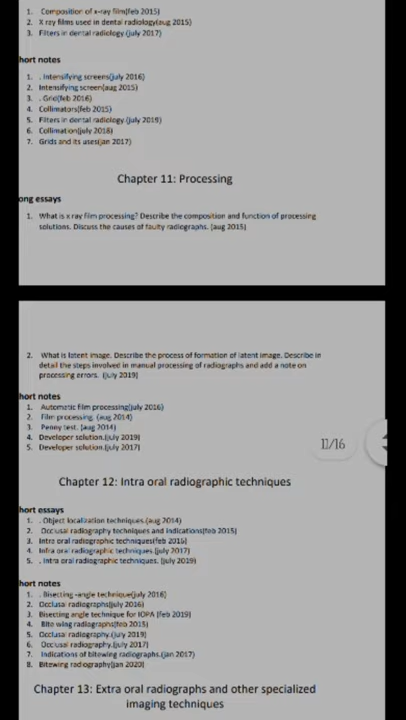 1. Composition of x-ray film(feb 2015)
2. X ray films used in dental radiology(aug 2015)
3. Filters in dental radiology (july 2017)
hort notes
1. . Intensifying screens(july 2016)
2. Intensifying screen(aug 2015)
3. . Grid(feb 2016)
4. Collimators(feb 2015)
5. Filters in dental radiology (july 2019)
6. Collimation(july 2018)
7. Grids and its uses(jan 2017)
Chapter 11: Processing
ong essays
1. What is x ray film processing? Describe the composition and function of processing
solutions. Discuss the causes of faulty radiographs. (aug 2015)
2. What is latent image. Describe the process of formation of latent image. Describe in
detail the steps involved in manual processing of radiographs and add a note on
processing errors. (july 2019)
hort notes
1. Automatic film processing(july 2016)
2. Film processing. (aug 2014)
3. Penny test. (aug 2014)
4. Developer solution.(july 2019)
5. Developer solution.(july 2017)
11/16
Chapter 12: Intra oral radiographic techniques
hort essays
1. . Object localization techniques.(aug 2014)
2. Occlusal radiography techniques and indications(feb 2015)
3. Intra oral radiographic techniques(feb 2016)
4. Infra oral radiographic techniques.(july 2017)
5. . Intra oral radiographic techniques. (july 2019)
hort notes
1. . Bisecting -angle technique(july 2016)
2. Occlusal radiographs(july 2016)
3. Bisecting angle technique for IOPA (feb 2019)
4. Bite wing radiographs(feb 2015)
5. Occlusal radiography.(july 2019)
6. Occlusal radiography.(july 2017)
7. Indications of bitewing radiographs.(jan 2017)
8. Bitewing radiography(jan 2020)
Chapter 13: Extra oral radiographs and other specialized
imaging techniques